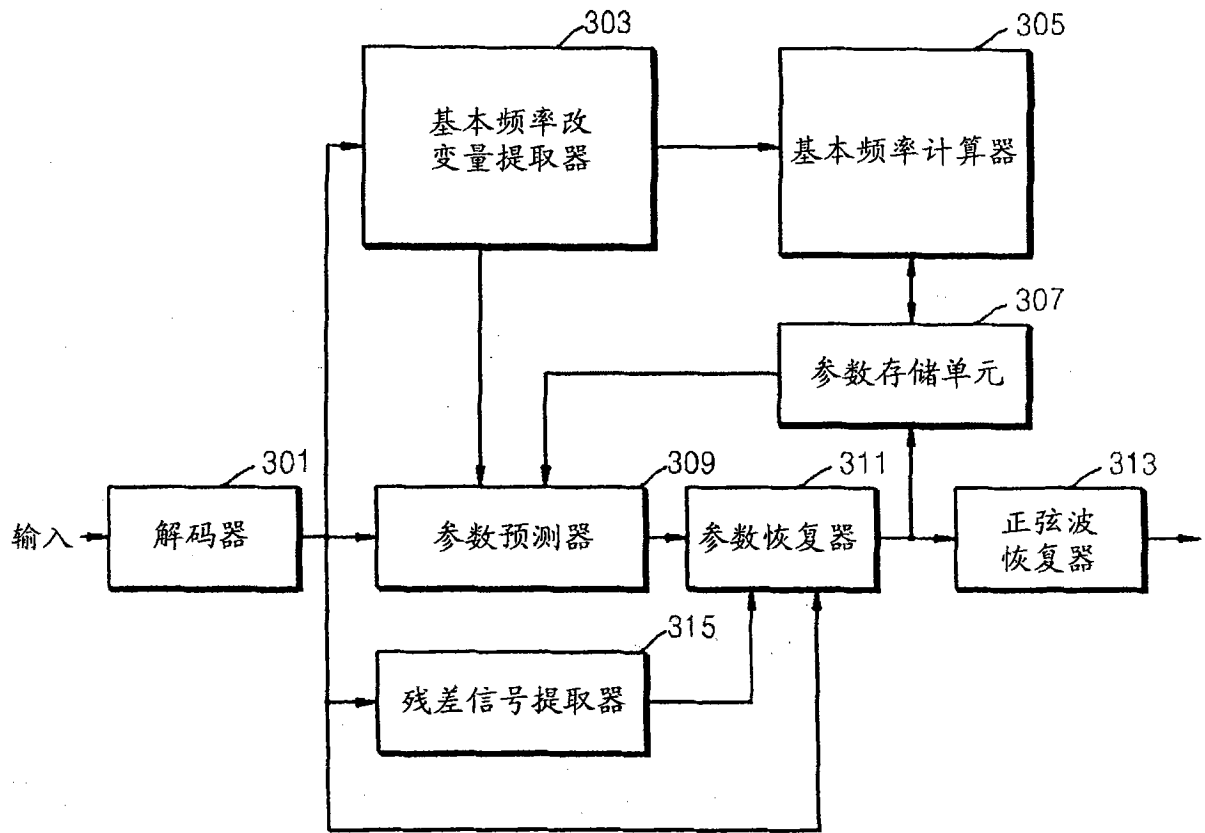 303
305
基本频率改
变量提取器
基本频率计算器
307
参数存储单元
301
309
311
313
输入
解码器
参数预测器
参数恢复器
正弦波
恢复器
315
残差信号提取器